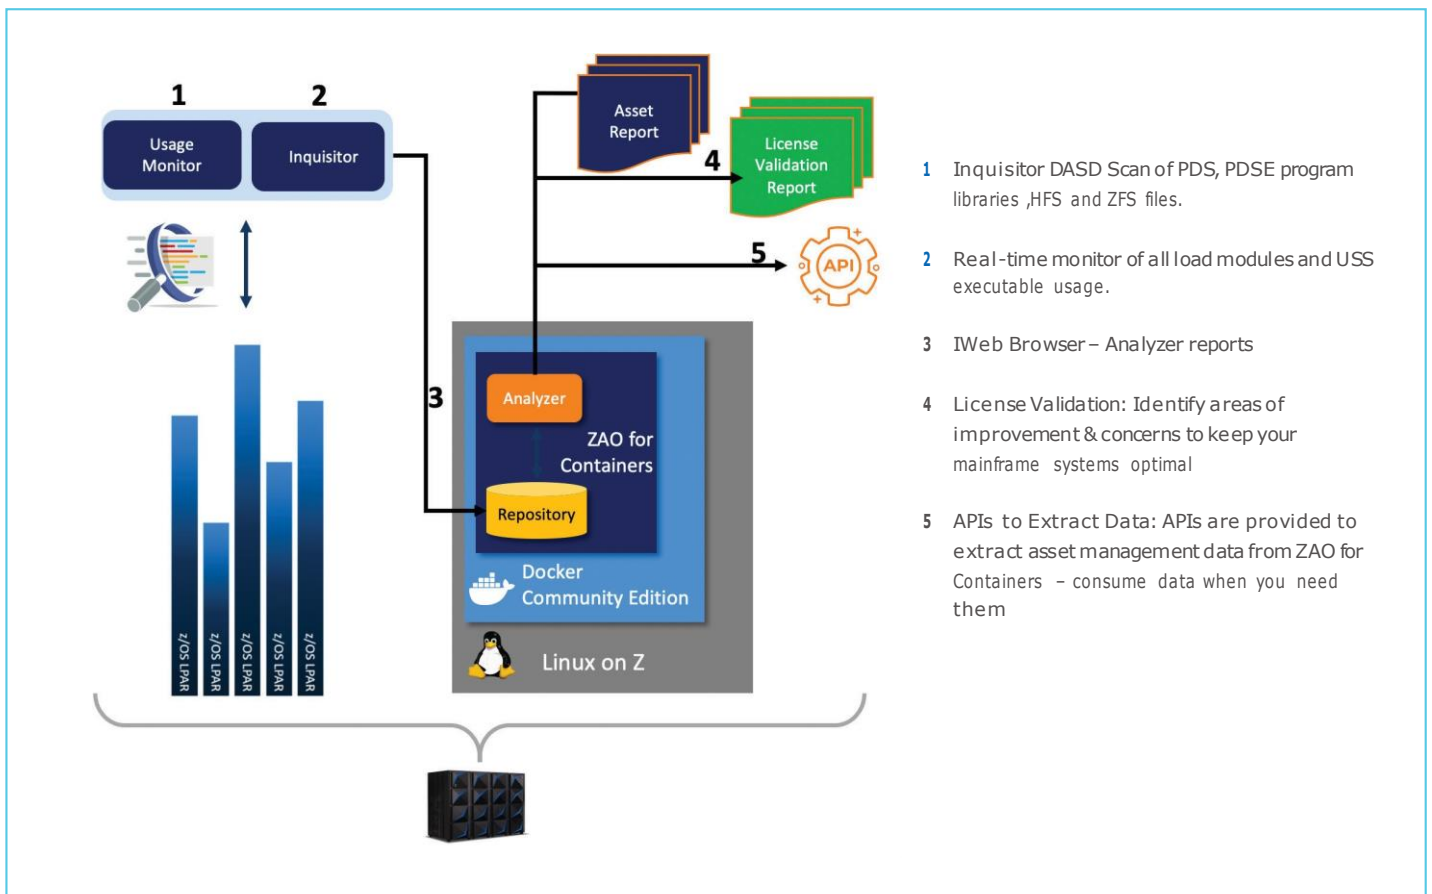 1
2
Usage
Monitor
Inquisitor
Asset
Report
4
License
Validation
Report
5
API
3
Analyzer
ZAO for
Containers
Repository
Docker
Community Edition
Linux on Z
z/OS LPAR
z/OS LPAR
z/OS LPAR
z/OS LPAR
z/OS LPAR
1 Inquisitor DASD Scan of PDS, PDSE program
libraries ,HFS and ZFS files.
2 Real-time monitor of all load modules and USS
executable usage.
3 IWeb Browser – Analyzer reports
4 License Validation: Identify areas of
improvement & concerns to keep your
mainframe systems optimal
5 APIs to Extract Data: APIs are provided to
extract asset management data from ZAO for
Containers – consume data when you need
them